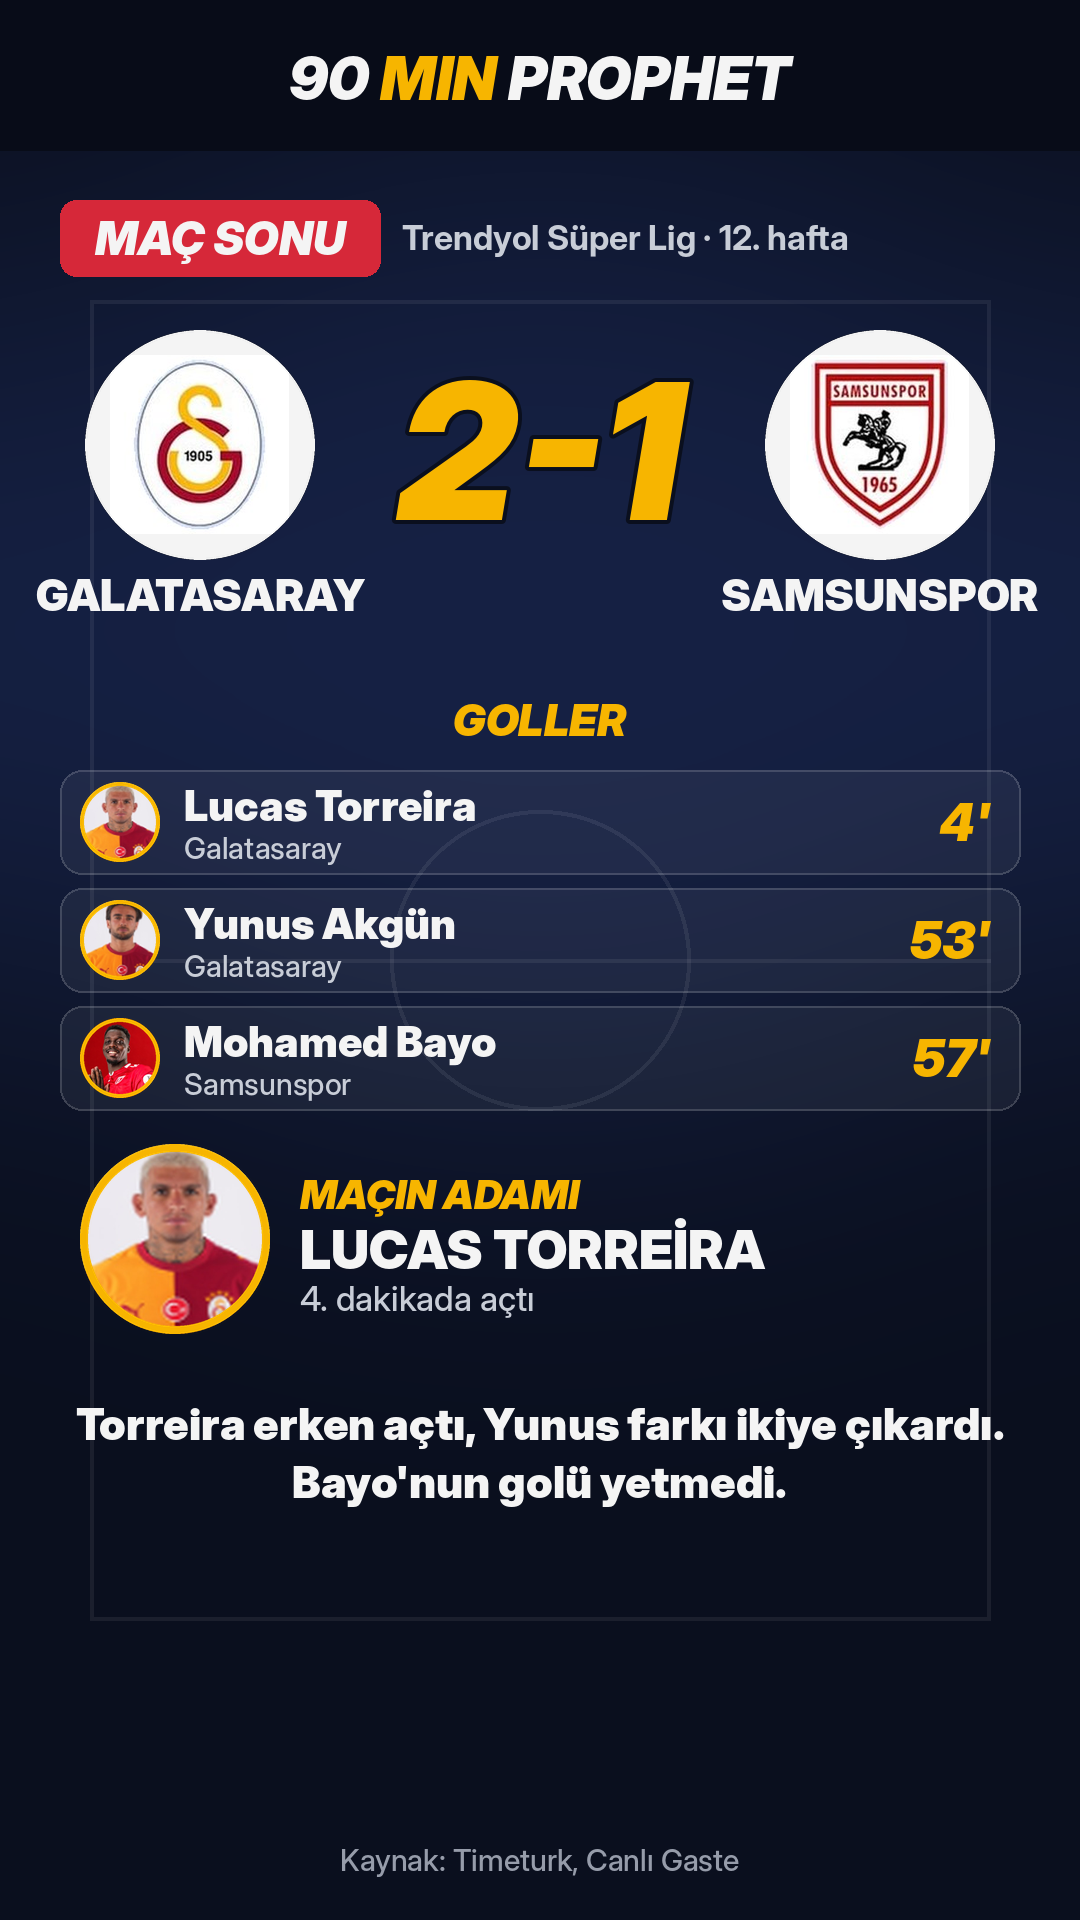 90 MIN PROPHET
MAÇ SONU
Trendyol Süper Lig · 12. hafta
1905
2-1
SAMSUNSPOR
1965
GALATASARAY
SAMSUNSPOR
GOLLER
Lucas Torreira
Galatasaray
4'
Yunus Akgün
Galatasaray
53'
Mohamed Bayo
Samsunspor
57'
MAÇIN ADAMI
LUCAS TORREİRA
4. dakikada açtı
Torreira erken açtı, Yunus farkı ikiye çıkardı.
Bayo'nun golü yetmedi.
Kaynak: Timeturk, Canlı Gaste